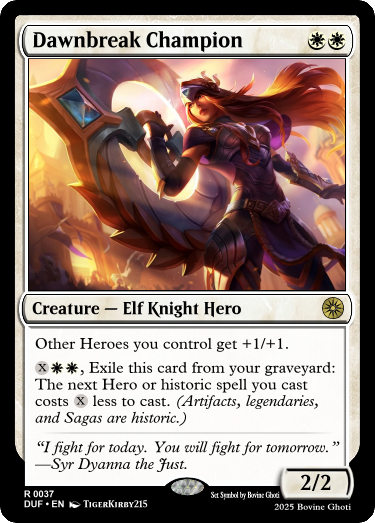 Dawnbreak Champion
Creature — Elf Knight Hero
Other Heroes you control get +1/+1.
X, Exile this card from your graveyard:
The next Hero or historic spell you cast
costs X less to cast. (Artifacts, legendaries,
and Sagas are historic.)
“I fight for today. You will fight for tomorrow.”
—Syr Dyanna the Just.
2/2
R 0037
Set Symbol by Bovine Ghoti
DUF • EN TigerKirby215
2025 Bovine Ghoti